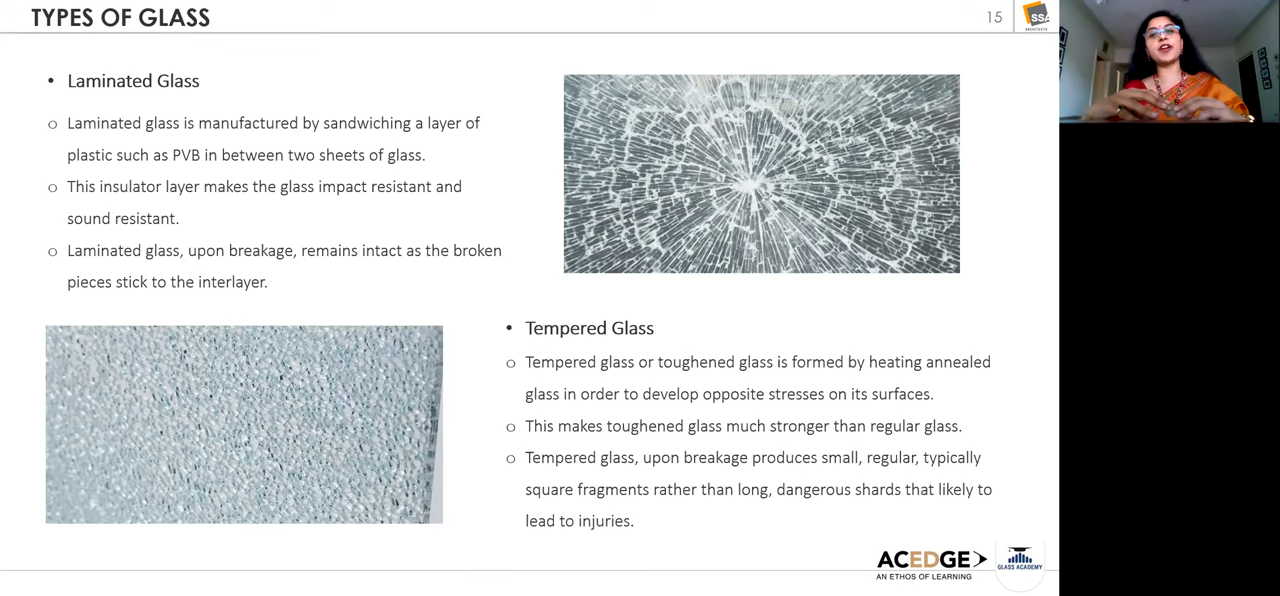 TYPES OF GLASS
15
SSA
ARCHITECTS
• Laminated Glass
o Laminated glass is manufactured by sandwiching a layer of
plastic such as PVB in between two sheets of glass.
o This insulator layer makes the glass impact resistant and
sound resistant.
o Laminated glass, upon breakage, remains intact as the broken
pieces stick to the interlayer.
• Tempered Glass
o Tempered glass or toughened glass is formed by heating annealed
glass in order to develop opposite stresses on its surfaces.
o This makes toughened glass much stronger than regular glass.
o Tempered glass, upon breakage produces small, regular, typically
square fragments rather than long, dangerous shards that likely to
lead to injuries.
ACEDGE
AN ETHOS OF LEARNING
GLASS ACADEMY